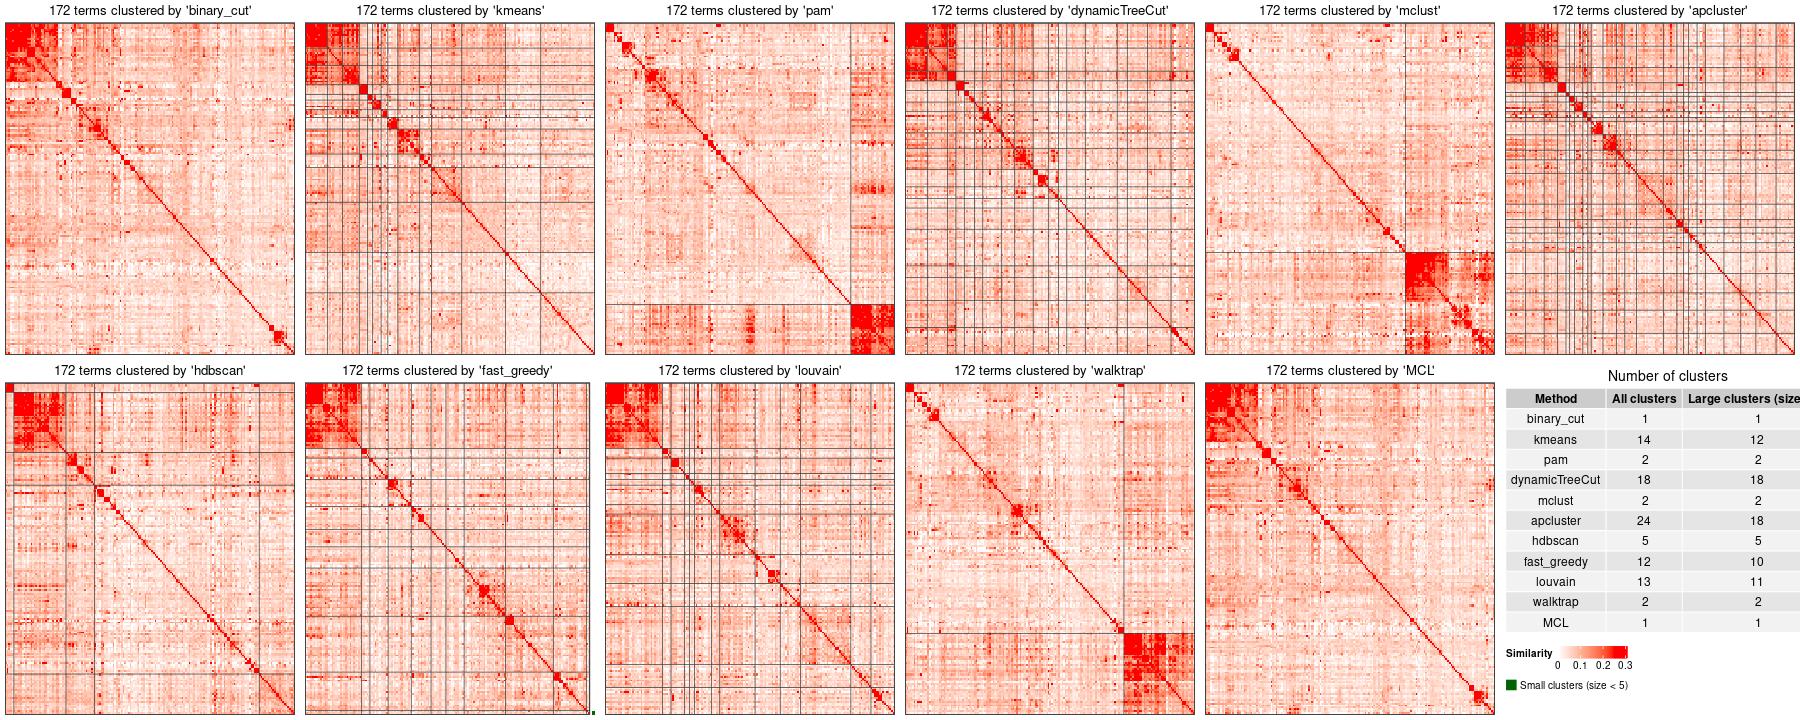 172 terms clustered by 'binary_cut'
172 terms clustered by 'kmeans'
172 terms clustered by 'pam'
172 terms clustered by 'dynamicTreeCut'
172 terms clustered by 'mclust'
172 terms clustered by 'apcluster'
172 terms clustered by 'hdbscan'
172 terms clustered by 'fast_greedy'
172 terms clustered by 'louvain'
172 terms clustered by 'walktrap'
172 terms clustered by 'MCL'
Number of clusters
Method All clusters Large clusters (size
binary_cut 1 1
kmeans 14 12
pam 2 2
dynamicTreeCut 18 18
mclust 2 2
apcluster 24 18
hdbscan 5 5
fast_greedy 12 10
louvain 13 11
walktrap 2 2
MCL 1 1
Similarity
0 0.1 0.2 0.3
Small clusters (size < 5)